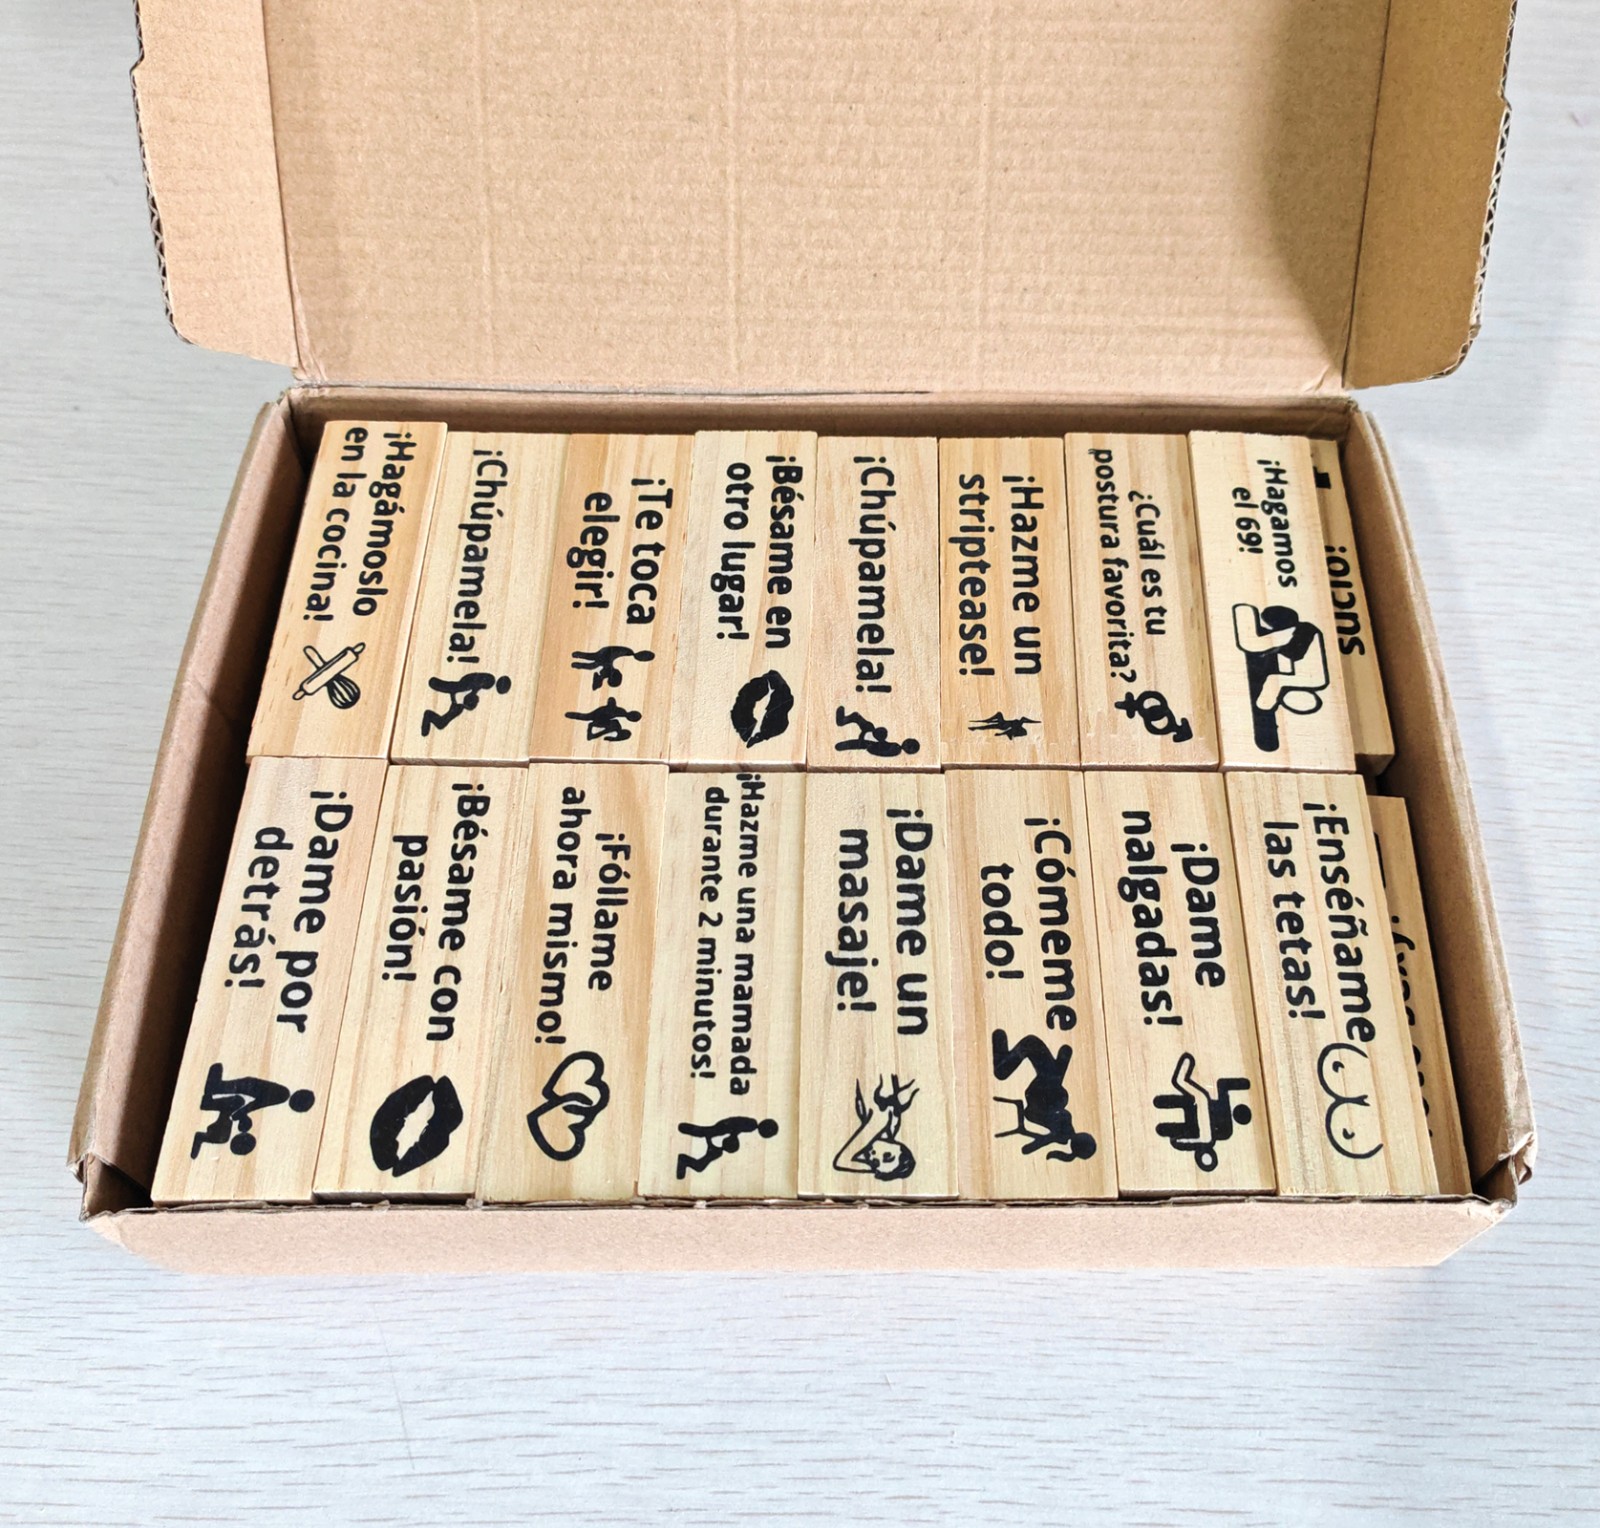 ¡Hagámoslo
en la cocina!
¡Chúpamela!
¡Te toca
elegir!
¡Bésame en
otro lugar!
¡Chúpamela!
¡Hazme un
striptease!
¿Cuál es tu
postura favorita?
¡Hagamos
el 69!
sucio!
¡Dame por
detrás!
¡Bésame con
pasión!
¡Fóllame
ahora mismo!
¡Hazme una mamada
durante 2 minutos!
¡Dame un
masaje!
¡Cómeme
todo!
¡Dame
nalgadas!
¡Enséñame
las tetas!